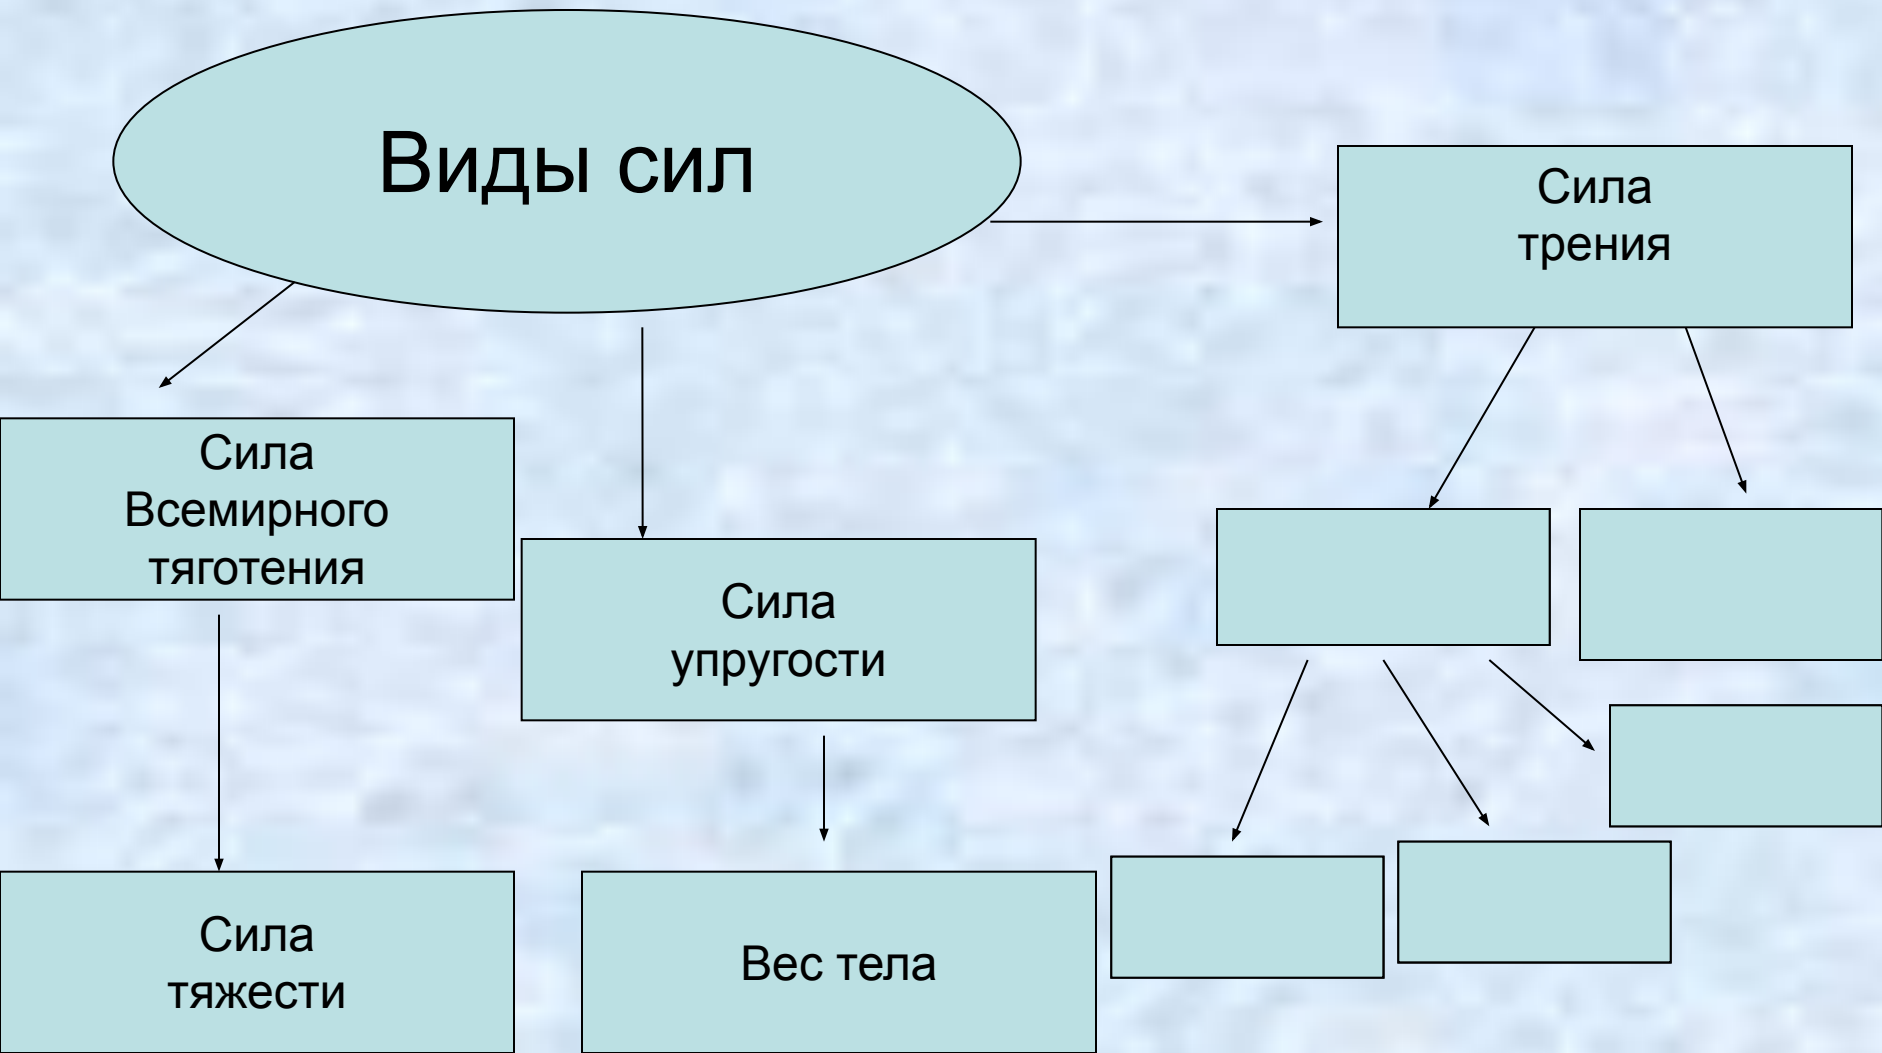 Виды сил
Сила
трения
Сила
Всемирного
тяготения
Сила
упругости
Сила
тяжести
Вес тела